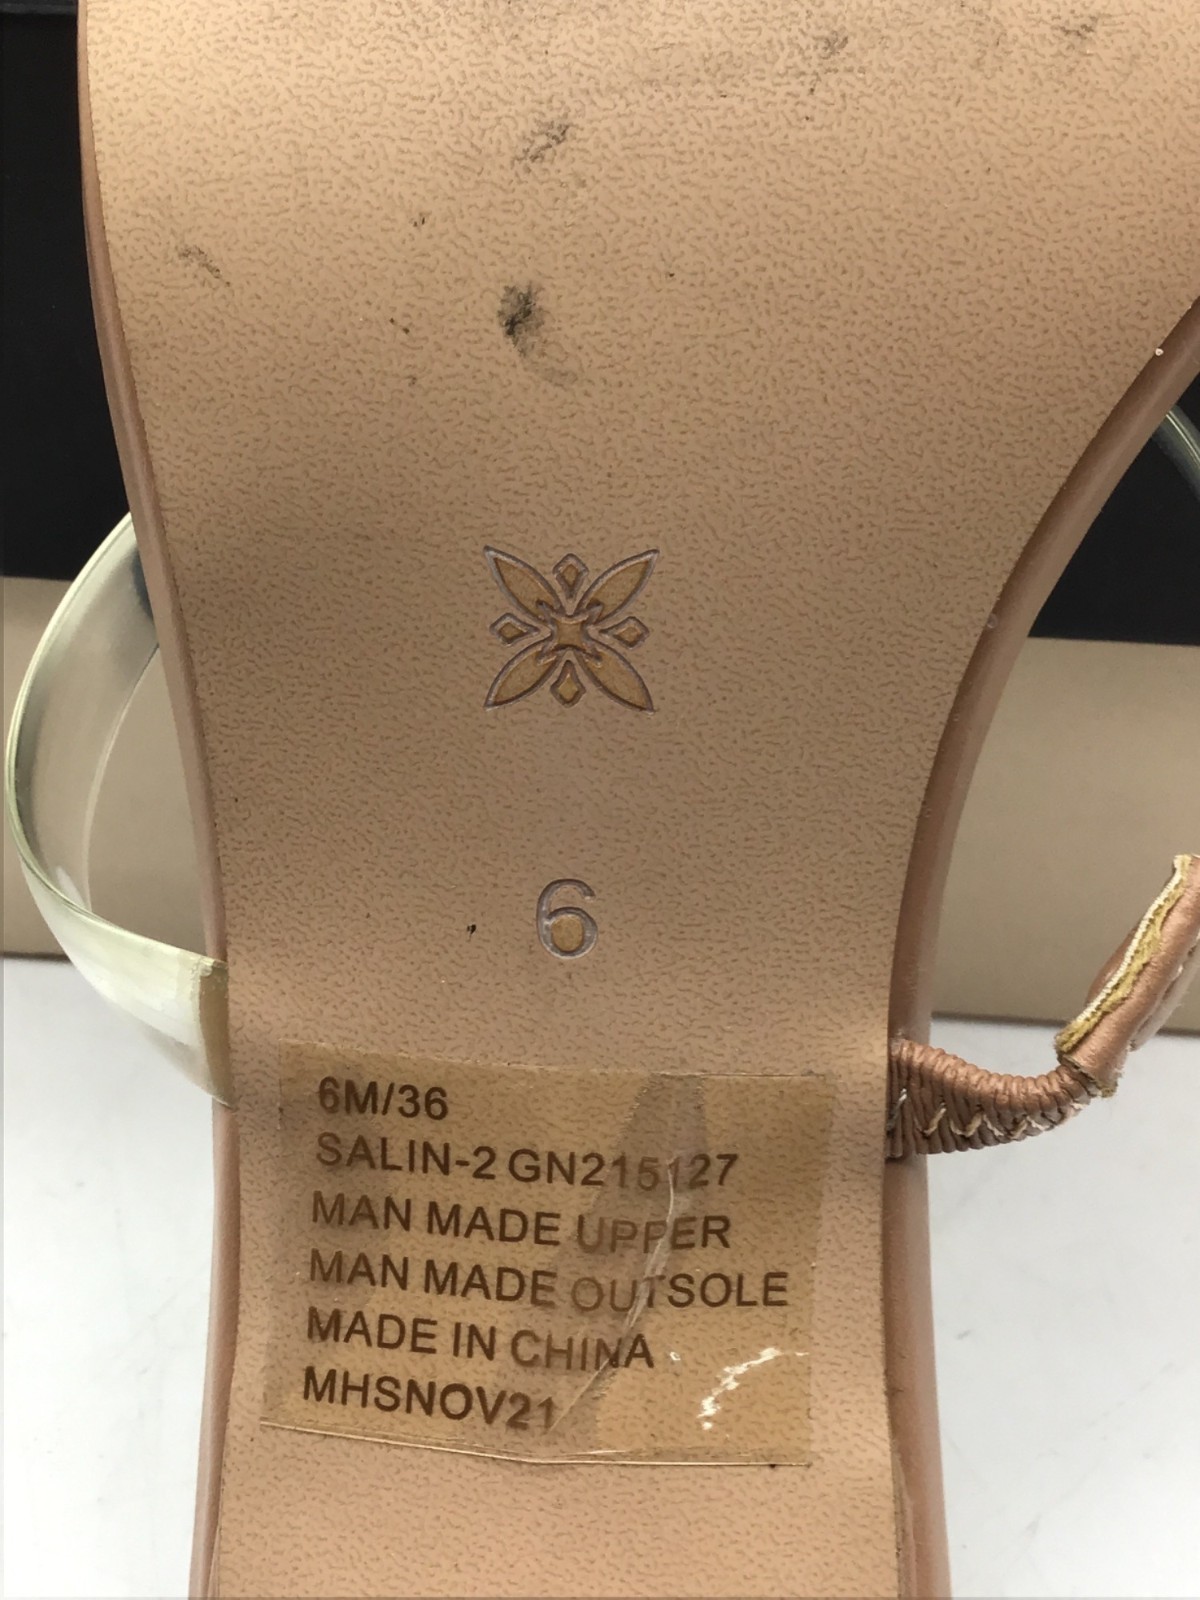 6
6M/36
SALIN-2 GN215127
MAN MADE UPPER
MAN MADE OUTSOLE
MADE IN CHINA
MHSNOV21